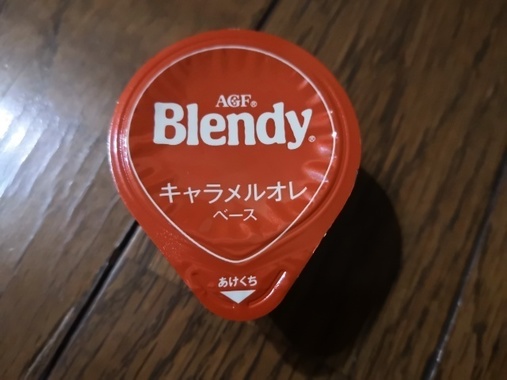 AGF®
Blendy®
キャラメルオレ
ベース
あけくち